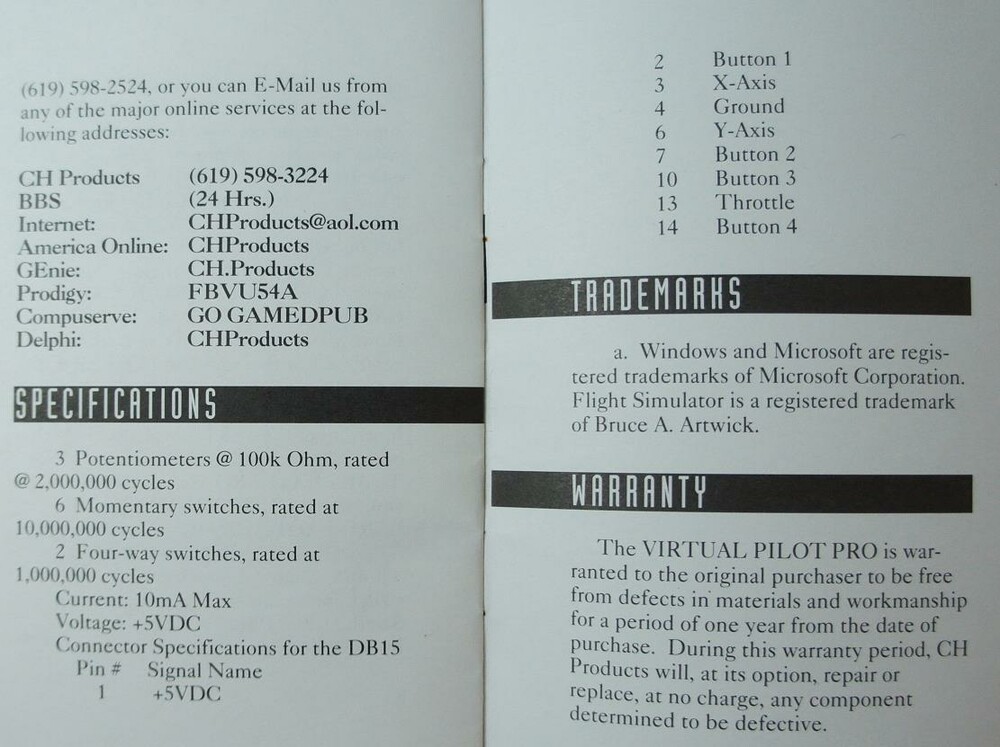 (619) 598-2524, or you can E-Mail us from
any of the major online services at the fol-
lowing addresses:
CH Products (619) 598-3224
BBS (24 Hrs.)
Internet: CHProducts@aol.com
America Online: CHProducts
GEnie: CH.Products
Prodigy: FBVU54A
Compuserve: GO GAMEDPUB
Delphi: CHProducts
SPECIFICATIONS
3 Potentiometers @ 100k Ohm, rated
@ 2,000,000 cycles
6 Momentary switches, rated at
10,000,000 cycles
2 Four-way switches, rated at
1,000,000 cycles
Current: 10mA Max
Voltage: +5VDC
Connector Specifications for the DB15
Pin # Signal Name
1 +5VDC
2 Button 1
3 X-Axis
4 Ground
6 Y-Axis
7 Button 2
10 Button 3
13 Throttle
14 Button 4
TRADEMARKS
a. Windows and Microsoft are regis-
tered trademarks of Microsoft Corporation.
Flight Simulator is a registered trademark
of Bruce A. Artwick.
WARRANTY
The VIRTUAL PILOT PRO is war-
ranted to the original purchaser to be free
from defects in materials and workmanship
for a period of one year from the date of
purchase. During this warranty period, CH
Products will, at its option, repair or
replace, at no charge, any component
determined to be defective.